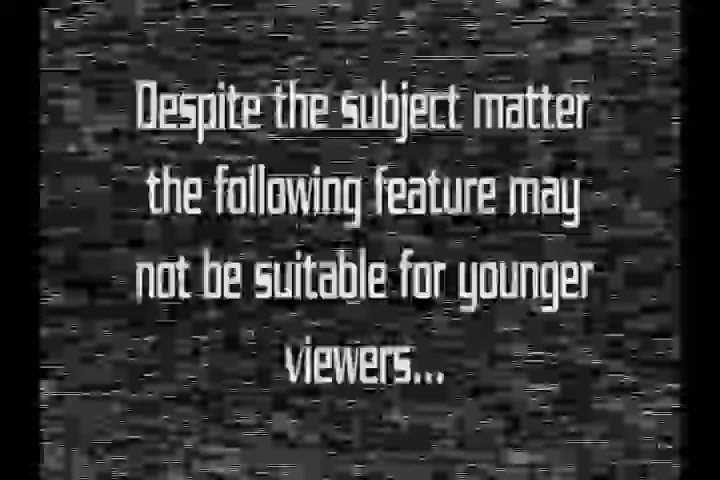 Despite the subject matter
the following feature may
not be suitable for younger
viewers...